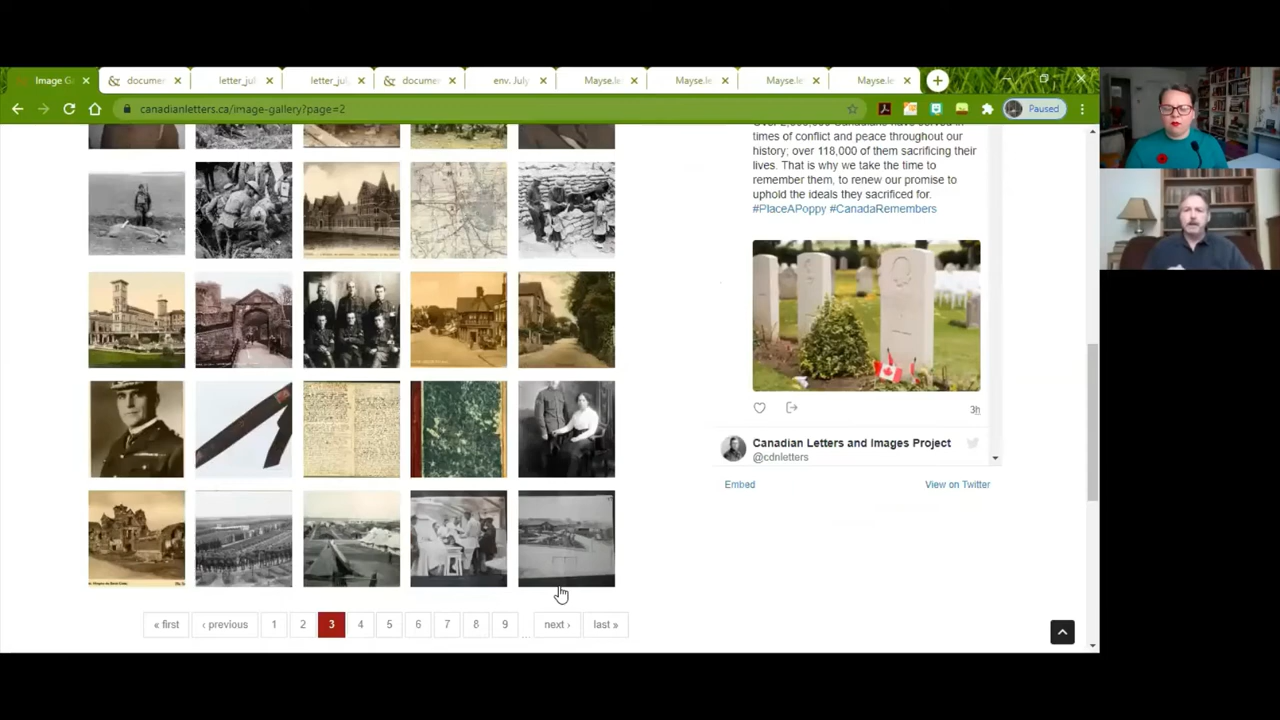 Image G
documen
letter_jul
letter_jul
documen
env. July
Mayse.le
Mayse.le
Mayse.le
Mayse.le
canadianletters.ca/image-gallery?page=2
Paused
times of conflict and peace throughout our
history; over 118,000 of them sacrificing their
lives. That is why we take the time to
remember them, to renew our promise to
uphold the ideals they sacrificed for.
#PlaceAPoppy #CanadaRemembers
3h
Canadian Letters and Images Project
@cdnletters
Embed
View on Twitter
« first
‹ previous
1
2
3
4
5
6
7
8
9
...
next ›
last »